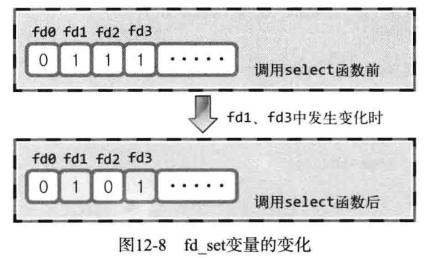 fd0 fd1 fd2 fd3
0 1 1 1 ·····
调用select函数前
fd1、fd3中发生变化时
fd0 fd1 fd2 fd3
0 1 0 1 ·····
调用select函数后
图12-8 fd_set变量的变化